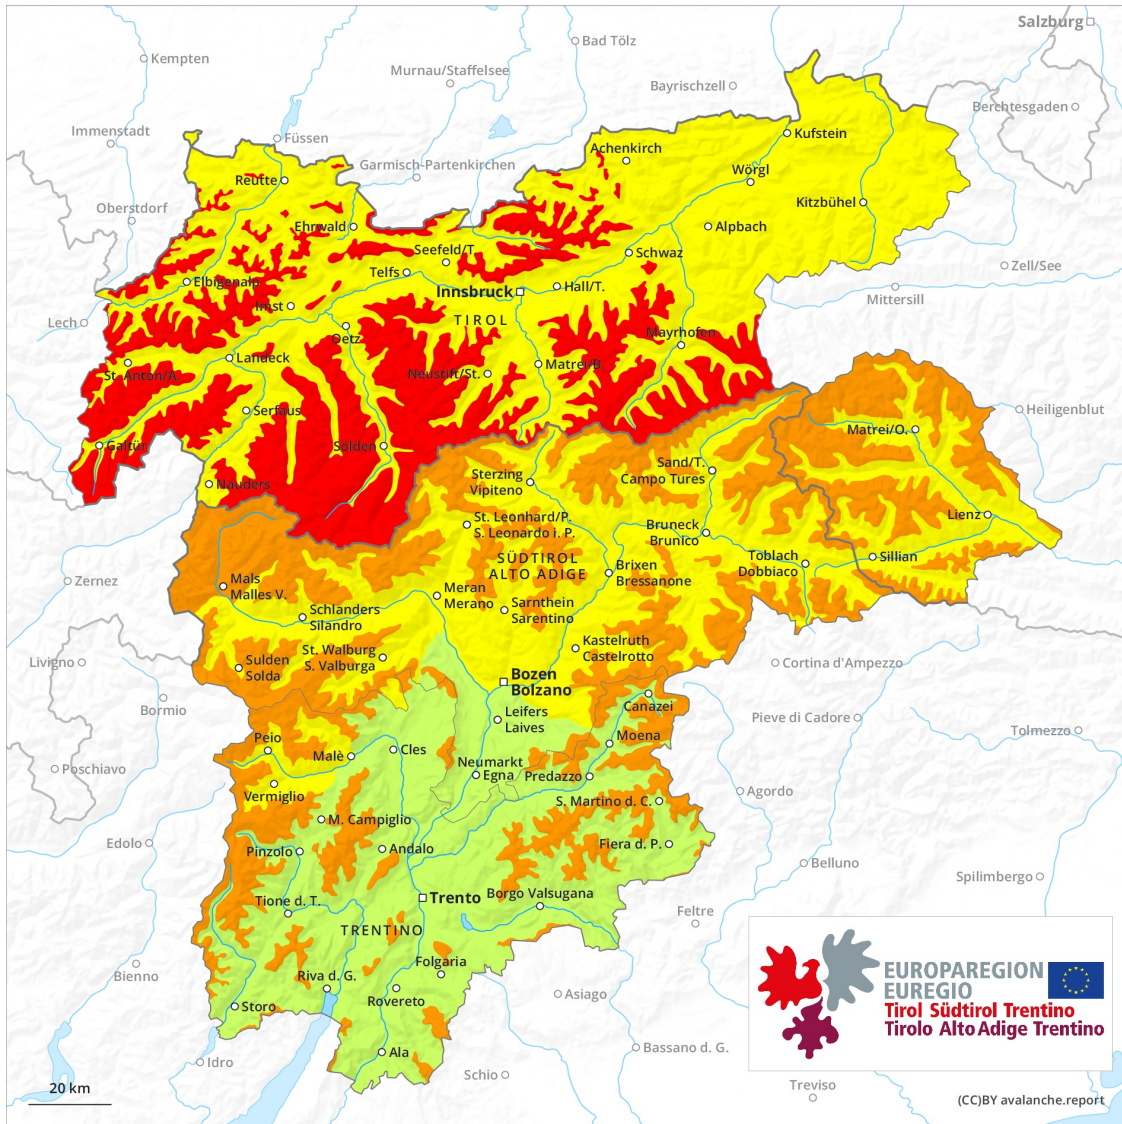 Salzburg
Kempten
Bad Tölz
Murnau/Staffelsee
Bayrischzell
Berchtesgaden
Immenstadt
Füssen
Kufstein
Achenkirch
Garmisch-Partenkirchen
Wörgl
Reutte
Oberstdorf
Kitzbühel
Ehrwald
Alpbach
Seefeld/T.
Schwaz
Telfs
Zell/See
Elbigenalp
Innsbruck
Hall/T.
Mittersill
Imst
TIROL
Lech
Oetz
Mayrhofen
Landeck
St. Anton/A.
Neustift/St.
Matrei/B.
Serfaus
Heiligenblut
Galtür
Sölden
Matrei/O.
Nauders
Sterzing
Vipiteno
Sand/T.
Campo Tures
St. Leonhard/P.
S. Leonardo i. P.
Bruneck
Brunico
Lienz
SÜDTIROL
ALTO ADIGE
Toblach
Dobbiaco
Sillian
Zernez
Mals
Malles V.
Brixen
Bressanone
Meran
Merano
Sarnthein
Sarentino
Schlanders
Silandro
Kastelruth
Castelrotto
St. Walburg
S. Valburga
Livigno
Sulden
Solda
Cortina d'Ampezzo
Bozen
Bolzano
Bormio
Canazei
Leifers
Laives
Pieve di Cadore
Tolmezzo
Peio
Moena
Malè
Cles
Poschiavo
Neumarkt
Egna
Predazzo
Vermiglio
Agordo
S. Martino d. C.
M. Campiglio
Edolo
Pinzolo
Andalo
Fiera d. P.
Belluno
Spilimbergo
Tione d. T.
Trento
Borgo Valsugana
Feltre
TRENTINO
Bienno
Riva d. G.
Folgaria
Rovereto
Asiago
Storo
EUROPAREGION
EUREGIO
Tirol Südtirol Trentino
Tirolo Alto Adige Trentino
Idro
Ala
Bassano d. G.
Schio
Treviso
20 km
(CC)BY avalanche.report